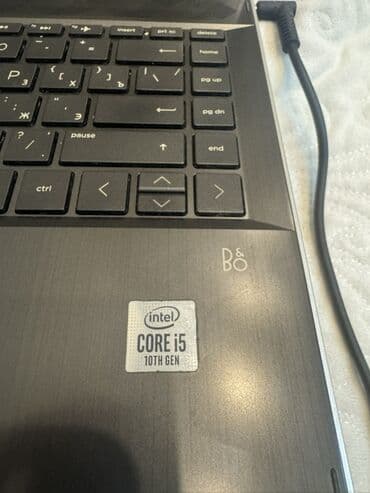 insert prt sc delete
- + = home
Р { [ Х } ] Ъ | \ pg up
Ж " ' Э pg dn
? / pause end
ctrl
B&O
intel
CORE i5
10TH GEN